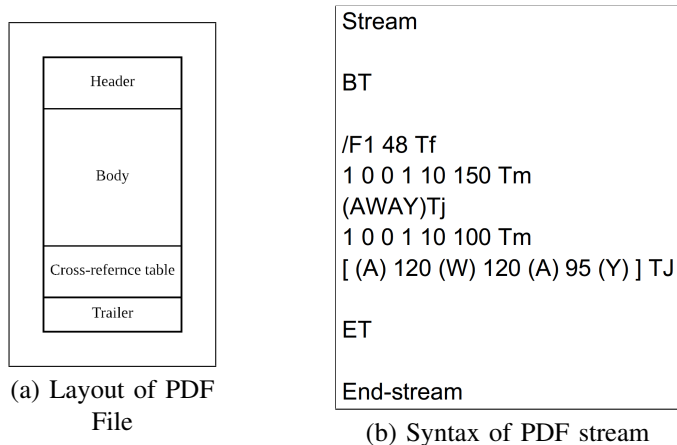 Header
Body
Cross-refernce table
Trailer
(a) Layout of PDF
File
Stream
BT
/F1 48 Tf
1 0 0 1 10 150 Tm
(AWAY)Tj
1 0 0 1 10 100 Tm
[ (A) 120 (W) 120 (A) 95 (Y) ] TJ
ET
End-stream
(b) Syntax of PDF stream